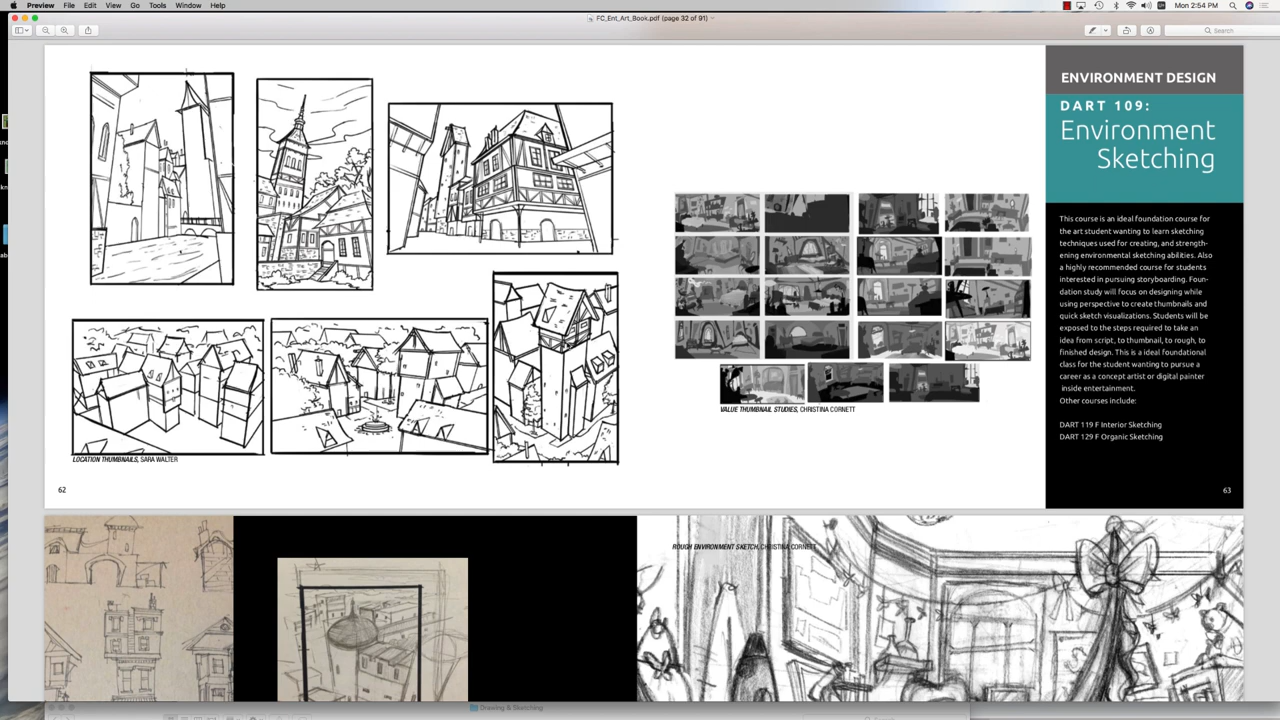 Preview File Edit View Go Tools Window Help
Mon 2:54 PM
FC_Ent_Art_Book.pdf (page 32 of 91)
Search
ENVIRONMENT DESIGN
DART 109:
Environment
Sketching
This course is an ideal foundation course for
the art student wanting to learn sketching
techniques used for creating, and strength-
ening environmental sketching abilities. Also
a highly recommended course for students
interested in pursuing storyboarding. Foun-
dation study will focus on designing while
using perspective to create thumbnails and
quick sketch visualizations. Students will be
exposed to the steps required to take an
idea from script, to thumbnail, to rough, to
finished design. This is a ideal foundational
class for the student wanting to pursue a
career as a concept artist or digital painter
inside entertainment.
Other courses include:
DART 119 F Interior Sketching
DART 129 F Organic Sketching
VALUE THUMBNAIL STUDIES, CHRISTINA CORNETT
LOCATION THUMBNAILS, SARA WALTER
62
63
ROUGH ENVIRONMENT SKETCH, CHRISTINA CORNETT
Drawing & Sketching